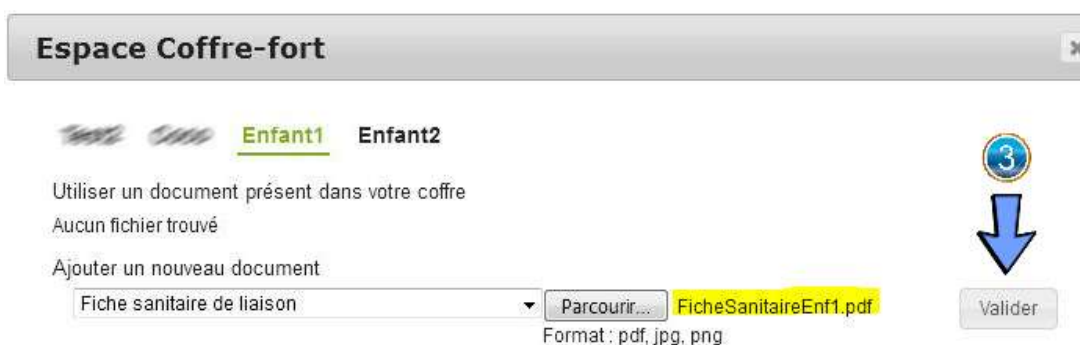 Espace Coffre-fort
Enfant1 Enfant2
3
Utiliser un document présent dans votre coffre
Aucun fichier trouvé
Ajouter un nouveau document
Fiche sanitaire de liaison Parcourir... FicheSanitaireEnf1.pdf Valider
Format : pdf, jpg, png